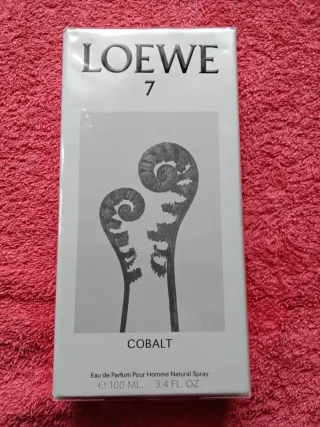 LOEWE
7
COBALT
Eau de Parfum Pour Homme Natural Spray
℮ 100 ML. 3.4 FL. OZ.